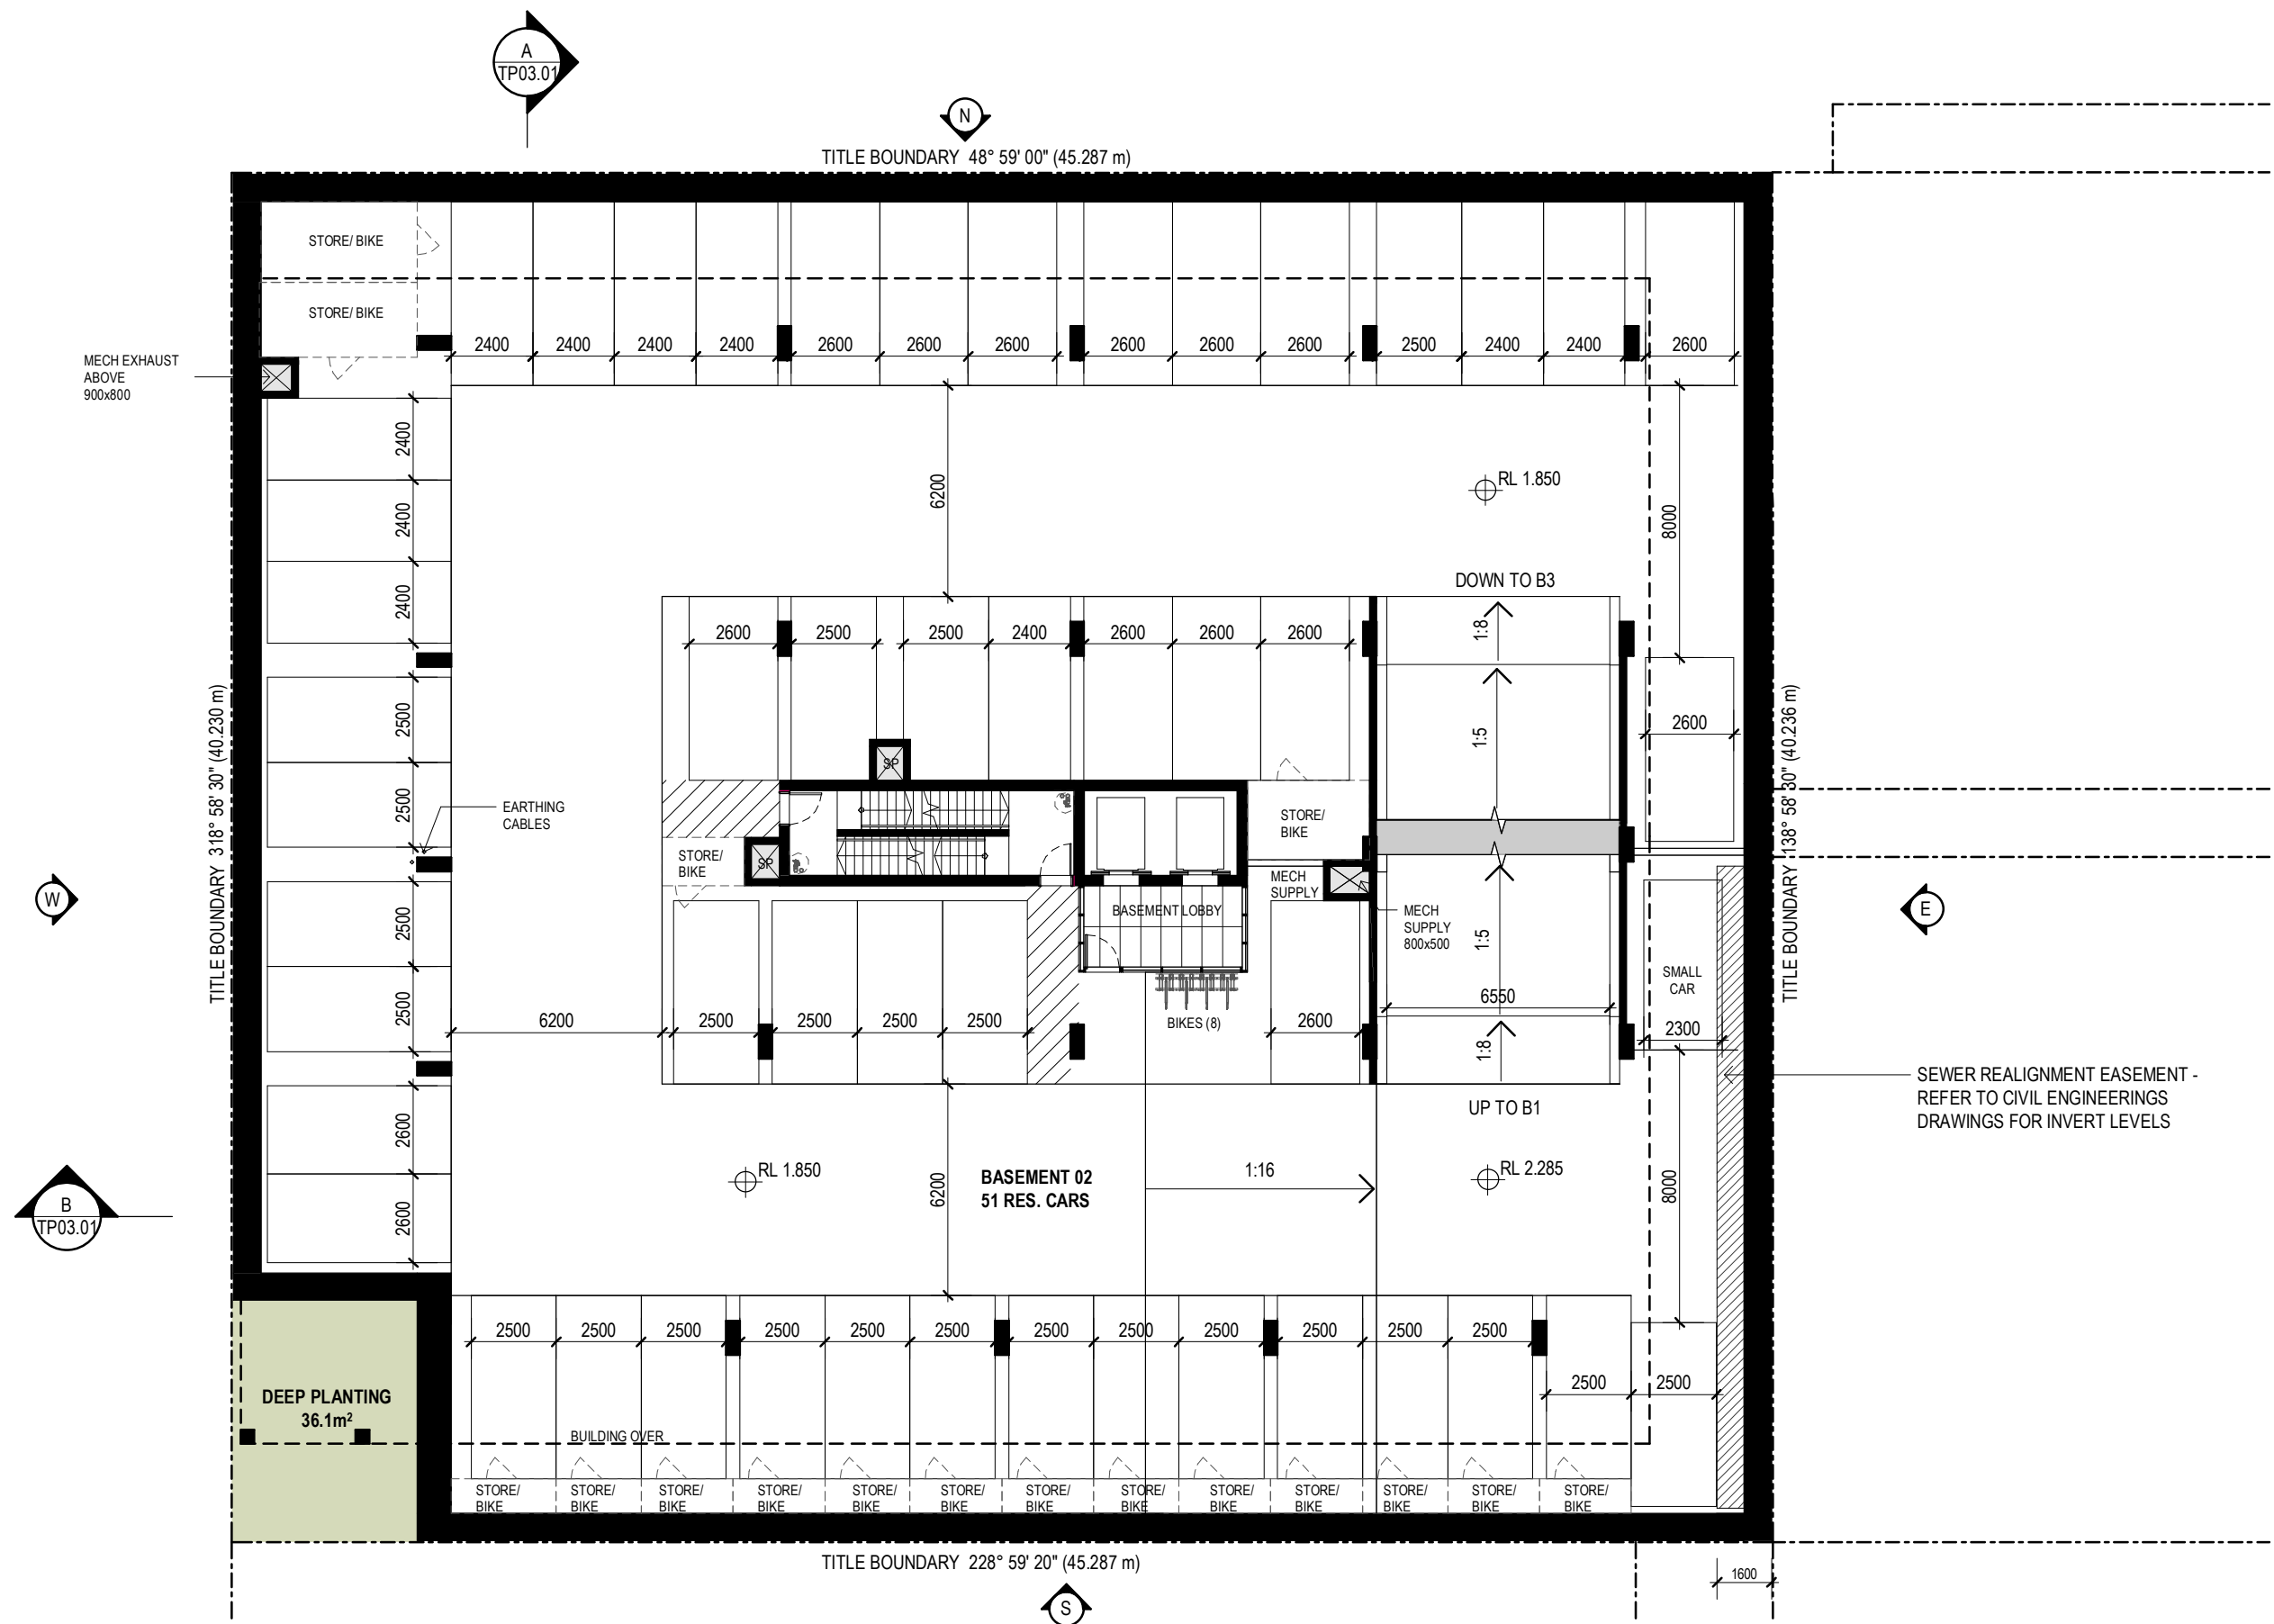 A
TP03.01
N
TITLE BOUNDARY 48° 59' 00" (45.287 m)
STORE/ BIKE
STORE/ BIKE
MECH EXHAUST
ABOVE
900x800
2400 2400 2400 2400 2600 2600 2600 2600 2600 2600 2500 2400 2400 2600
2400
2400
2400
2500
2500
2500
2500
2600
2600
6200
RL 1.850
8000
DOWN TO B3
1:8
2600 2500 2500 2400 2600 2600 2600
1:5
2600
TITLE BOUNDARY 318° 58' 30" (40.230 m)
TITLE BOUNDARY 138° 58' 30" (40.236 m)
EARTHING
CABLES
SP
SP
STORE/
BIKE
STORE/
BIKE
MECH
SUPPLY
BASEMENT LOBBY
MECH
SUPPLY
800x500
1:5
W
E
SMALL
CAR
6550
6200 2500 2500 2500 2500
BIKES (8)
2600
2300
1:8
SEWER REALIGNMENT EASEMENT -
REFER TO CIVIL ENGINEERINGS
DRAWINGS FOR INVERT LEVELS
UP TO B1
RL 1.850
6200
BASEMENT 02
51 RES. CARS
1:16
RL 2.285
8000
B
TP03.01
2500 2500 2500 2500 2500 2500 2500 2500 2500 2500 2500 2500
2500 2500
DEEP PLANTING
36.1m²
BUILDING OVER
STORE/
BIKE
STORE/
BIKE
STORE/
BIKE
STORE/
BIKE
STORE/
BIKE
STORE/
BIKE
STORE/
BIKE
STORE/
BIKE
STORE/
BIKE
STORE/
BIKE
STORE/
BIKE
STORE/
BIKE
STORE/
BIKE
TITLE BOUNDARY 228° 59' 20" (45.287 m)
1600
S